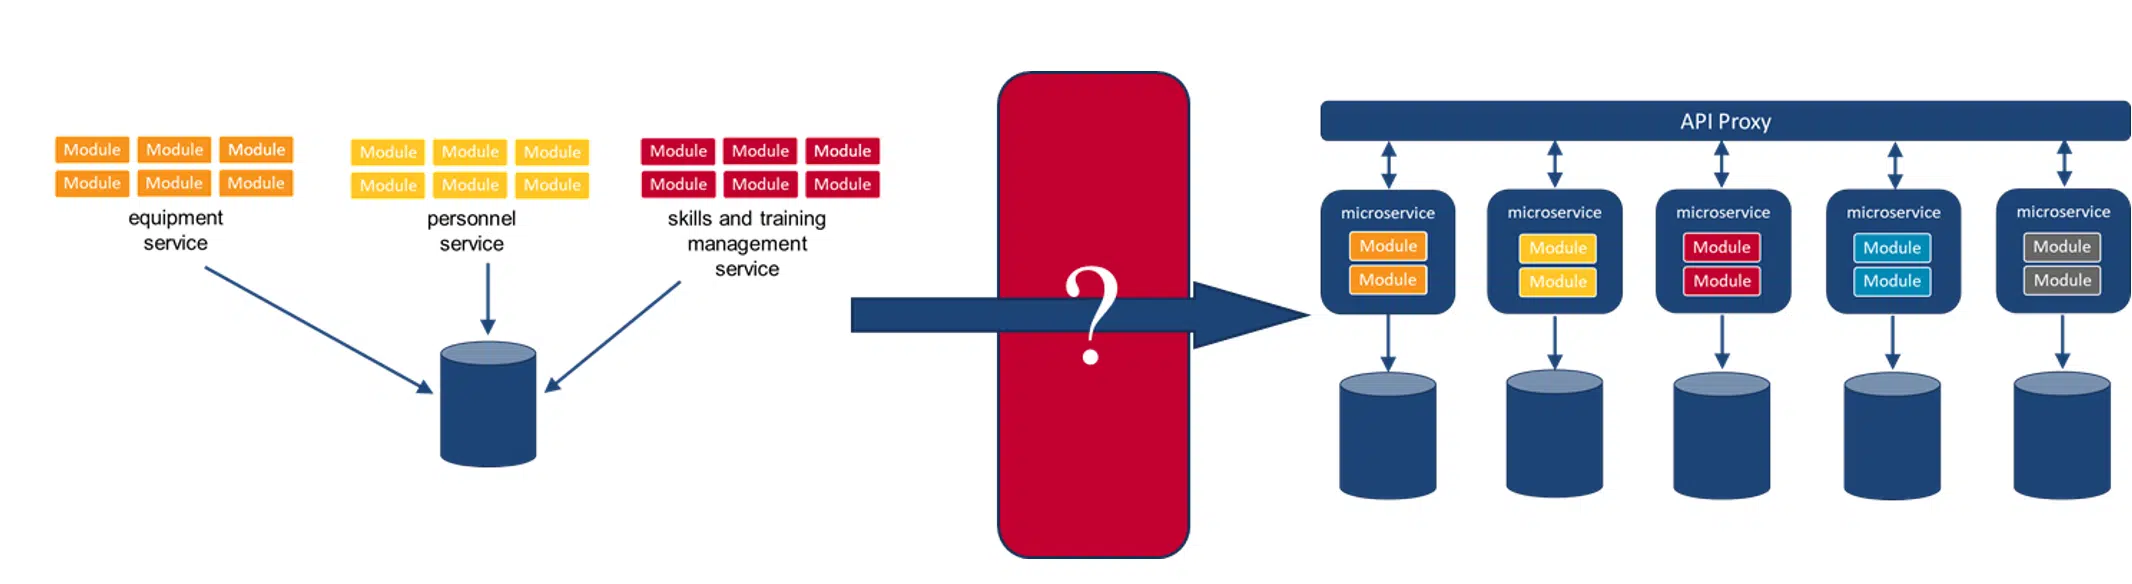 Module Module Module
Module Module Module
equipment
service
Module Module Module
Module Module Module
personnel
service
Module Module Module
Module Module Module
skills and training
management
service
?
API Proxy
microservice
Module
Module
microservice
Module
Module
microservice
Module
Module
microservice
Module
Module
microservice
Module
Module